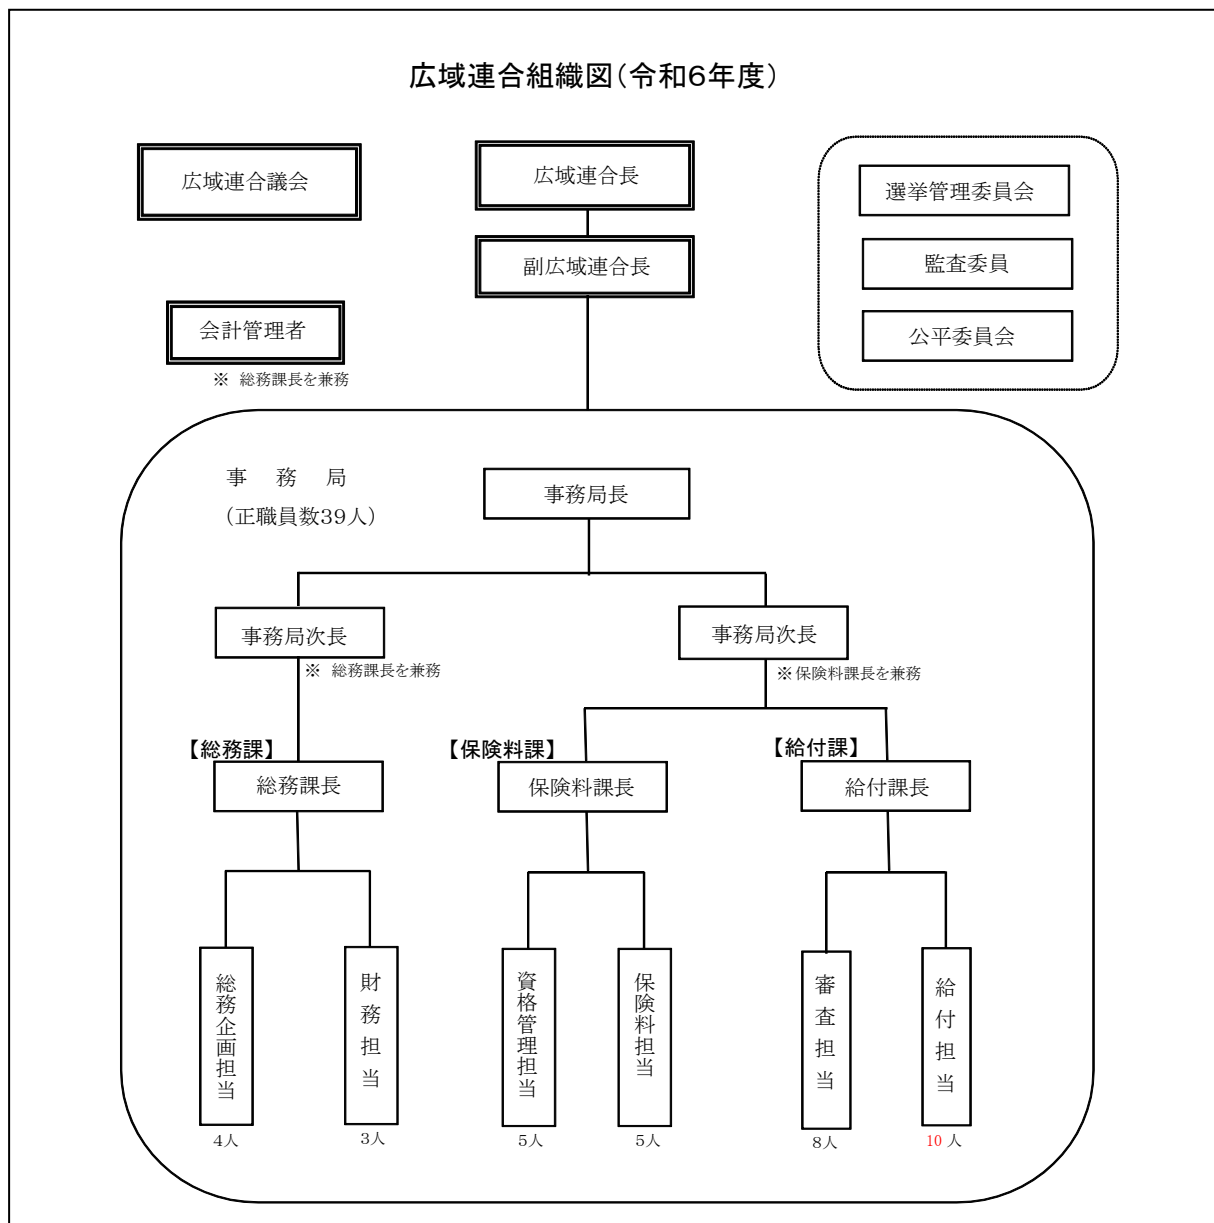 広域連合組織図（令和6年度）
広域連合議会
広域連合長
選挙管理委員会
副広域連合長
監査委員
会計管理者
公平委員会
※ 総務課長を兼務
事 務 局
（正職員数39人）
事務局長
事務局次長
事務局次長
※ 総務課長を兼務
※保険料課長を兼務
【総務課】
【保険料課】
【給付課】
総務課長
保険料課長
給付課長
総務企画担当
財務担当
資格管理担当
保険料担当
審査担当
給付担当
4人
3人
5人
5人
8人
10 人